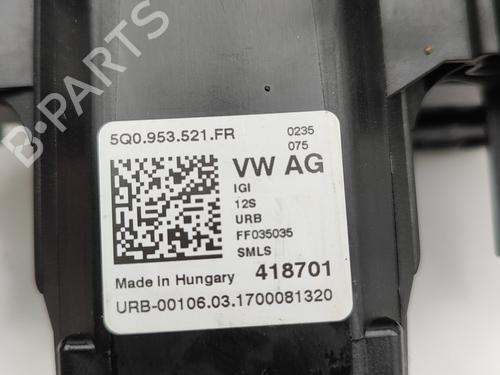 B-PARTS
5Q0.953.521.FR 0235
075
VW AG
IGI
12S
URB
FF035035
SMLS
Made in Hungary 418701
URB-00106.03.1700081320